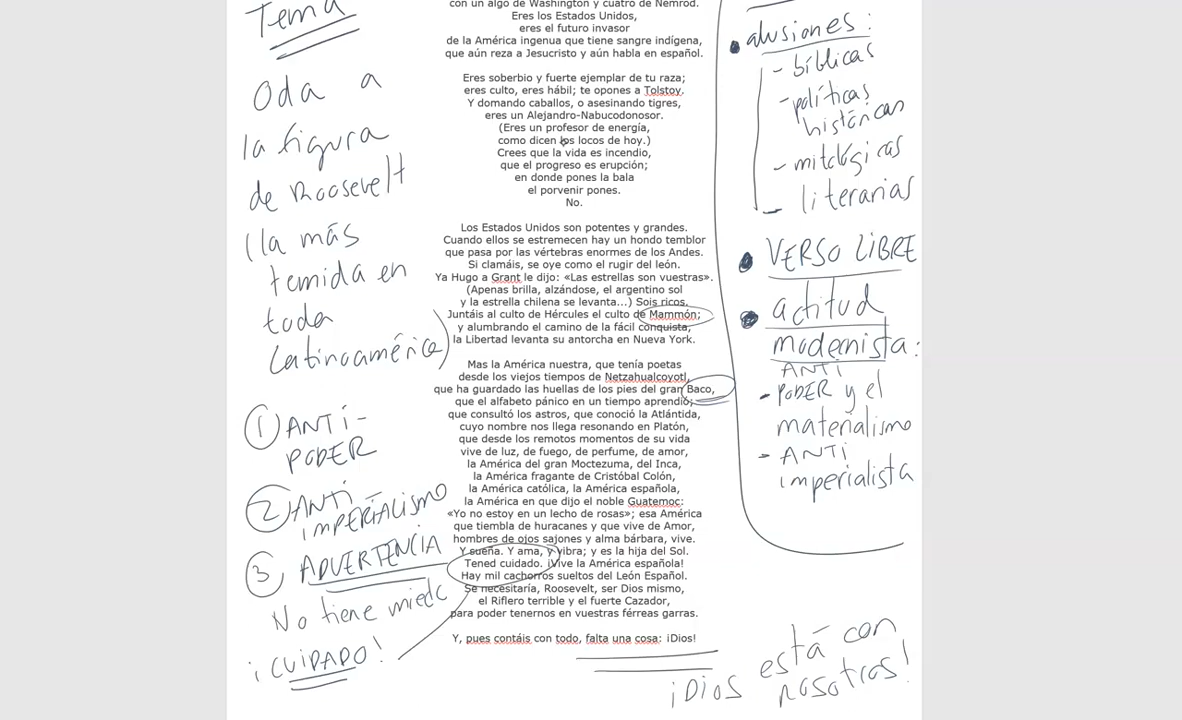 Tema
Oda a
la figura
de Roosevelt
(la más
temida en
toda
Latinoamérica)
① ANTI-
PODER
② ANTI
IMPERIALISMO
③ ADVERTENCIA
No tiene miedo
¡CUIDADO!
con un algo de Washington y cuatro de Nemrod.
Eres los Estados Unidos,
eres el futuro invasor
de la América ingenua que tiene sangre indígena,
que aún reza a Jesucristo y aún habla en español.
Eres soberbio y fuerte ejemplar de tu raza;
eres culto, eres hábil; te opones a Tolstoy.
Y domando caballos, o asesinando tigres,
eres un Alejandro-Nabucodonosor.
(Eres un profesor de energía,
como dicen los locos de hoy.)
Crees que la vida es incendio,
que el progreso es erupción;
en donde pones la bala
el porvenir pones.
No.
Los Estados Unidos son potentes y grandes.
Cuando ellos se estremecen hay un hondo temblor
que pasa por las vértebras enormes de los Andes.
Si clamáis, se oye como el rugir del león.
Ya Hugo a Grant le dijo: «Las estrellas son vuestras».
(Apenas brilla, alzándose, el argentino sol
y la estrella chilena se levanta...) Sois ricos.
Juntáis al culto de Hércules el culto de Mammón;
y alumbrando el camino de la fácil conquista,
la Libertad levanta su antorcha en Nueva York.
Mas la América nuestra, que tenía poetas
desde los viejos tiempos de Netzahualcoyotl,
que ha guardado las huellas de los pies del gran Baco,
que el alfabeto pánico en un tiempo aprendió;
que consultó los astros, que conoció la Atlántida,
cuyo nombre nos llega resonando en Platón,
que desde los remotos momentos de su vida
vive de luz, de fuego, de perfume, de amor,
la América del gran Moctezuma, del Inca,
la América fragante de Cristóbal Colón,
la América católica, la América española,
la América en que dijo el noble Guatemoc:
«Yo no estoy en un lecho de rosas»; esa América
que tiembla de huracanes y que vive de Amor,
hombres de ojos sajones y alma bárbara, vive.
Y sueña. Y ama, y vibra; y es la hija del Sol.
Tened cuidado. ¡Vive la América española!
Hay mil cachorros sueltos del León Español.
Se necesitaría, Roosevelt, ser Dios mismo,
el Riflero terrible y el fuerte Cazador,
para poder tenernos en vuestras férreas garras.
Y, pues contáis con todo, falta una cosa: ¡Dios!
alusiones:
- bíblicas
- políticas
históricas
- mitológicas
- literarias
VERSO LIBRE
actitud
modernista:
ANTI
- PODER y el
materialismo
- ANTI
imperialista
¡Dios está con
nosotros!